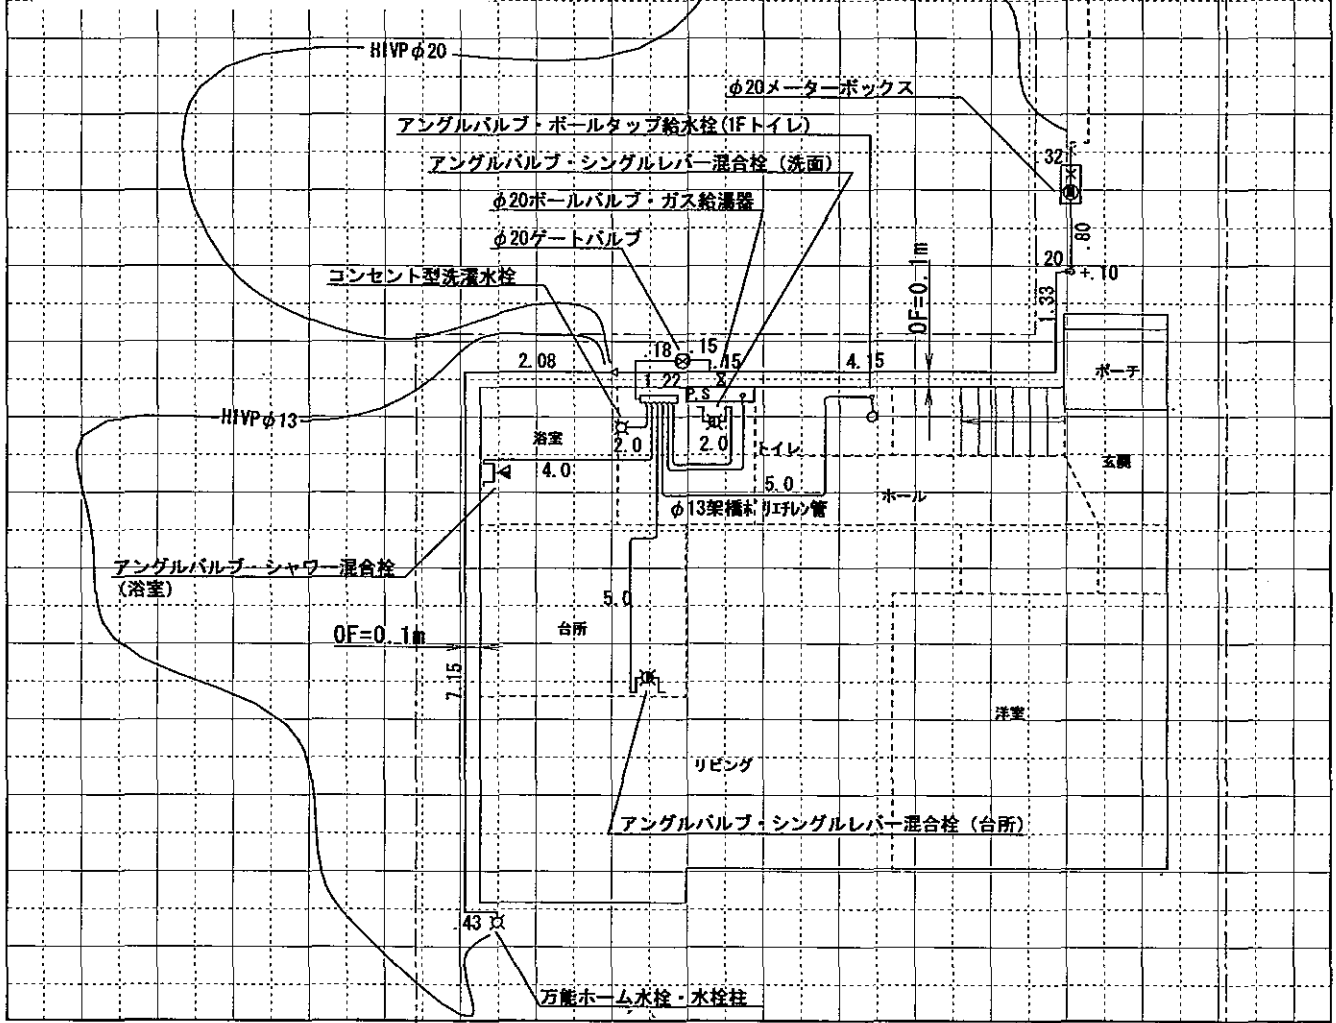 HIVPφ20
φ20メーターボックス
アングルバルブ・ボールタップ給水栓(1Fトイレ)
.32
アングルバルブ・シングルレバー混合栓(洗面)
φ20ボールバルブ・ガス給湯器
φ20ゲートバルブ
.80
コンセント型洗濯水栓
.20
+.10
OF=0.1m
1.33
.18
.15
2.08
.15
4.15
1.22
P.S
ポーチ
HIVPφ13
浴室
2.0
2.0
トイレ
玄関
4.0
5.0
ホール
φ13架橋ポリエチレン管
アングルバルブ・シャワー混合栓
(浴室)
5.0
台所
OF=0.1m
7.15
洋室
リビング
アングルバルブ・シングルレバー混合栓(台所)
.43
万能ホーム水栓・水栓柱